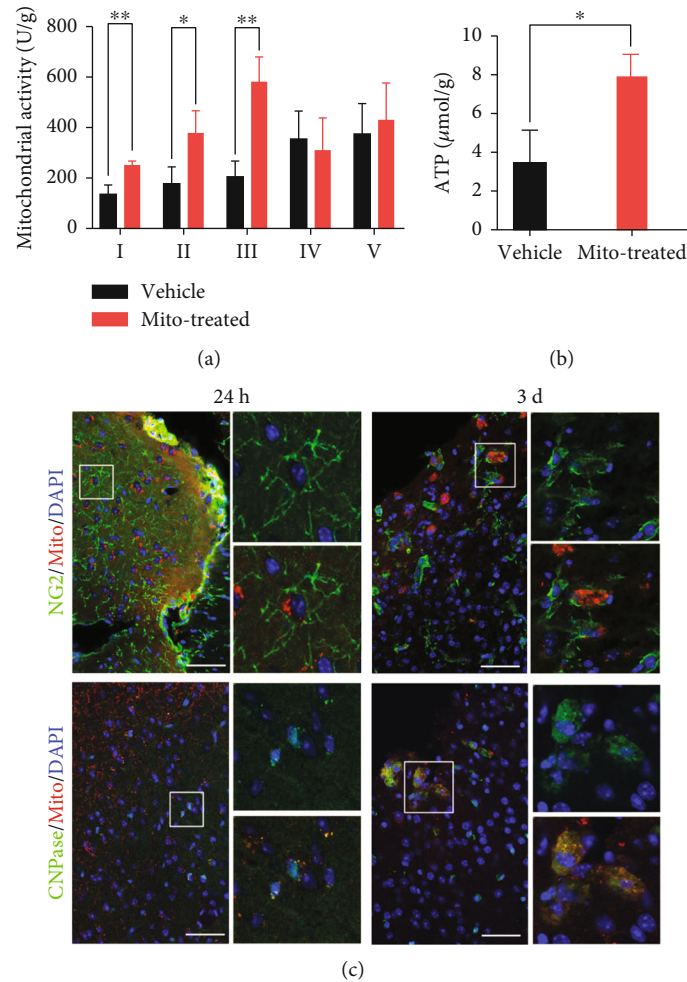 Mitochondrial activity (U/g)
800
600
400
200
0
**
*
**
I II III IV V
Vehicle
Mito-treated
(a)
ATP (μmol/g)
10
8
6
4
2
0
*
Vehicle Mito-treated
(b)
24 h 3 d
NG2/Mito/DAPI
CNPase/Mito/DAPI
(c)